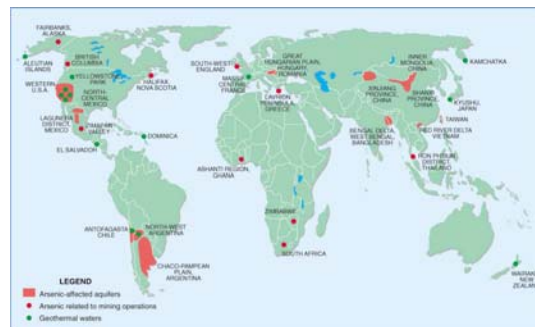 FAIRBANKS,
ALASKA
ALEUTIAN
ISLANDS
BRITISH
COLUMBIA
YELLOWSTONE
PARK
WESTERN
U.S.A.
NORTH-
CENTRAL
MEXICO
HALIFAX,
NOVA SCOTIA
LAGUNERA
DISTRICT,
MEXICO
ZIMAPAN
VALLEY
EL SALVADOR
DOMINICA
SOUTH-WEST
ENGLAND
MASSIF
CENTRAL
FRANCE
GREAT
HUNGARIAN PLAIN,
HUNGARY,
ROMANIA
LAVRION
PENINSULA,
GREECE
INNER
MONGOLIA,
CHINA
XINJIANG
PROVINCE,
CHINA
SHANXI
PROVINCE,
CHINA
KAMCHATKA
KYUSHU,
JAPAN
TAIWAN
BENGAL DELTA,
WEST BENGAL,
BANGLADESH
RED RIVER DELTA
VIETNAM
RON PHIBUN
DISTRICT,
THAILAND
ASHANTI REGION,
GHANA
ZIMBABWE
SOUTH AFRICA
ANTOFAGASTA
CHILE
NORTH-WEST
ARGENTINA
CHACO-PAMPEAN
PLAIN,
ARGENTINA
WAIRAKEI
NEW
ZEALAND
LEGEND
Arsenic-affected aquifers
Arsenic related to mining operations
Geothermal waters